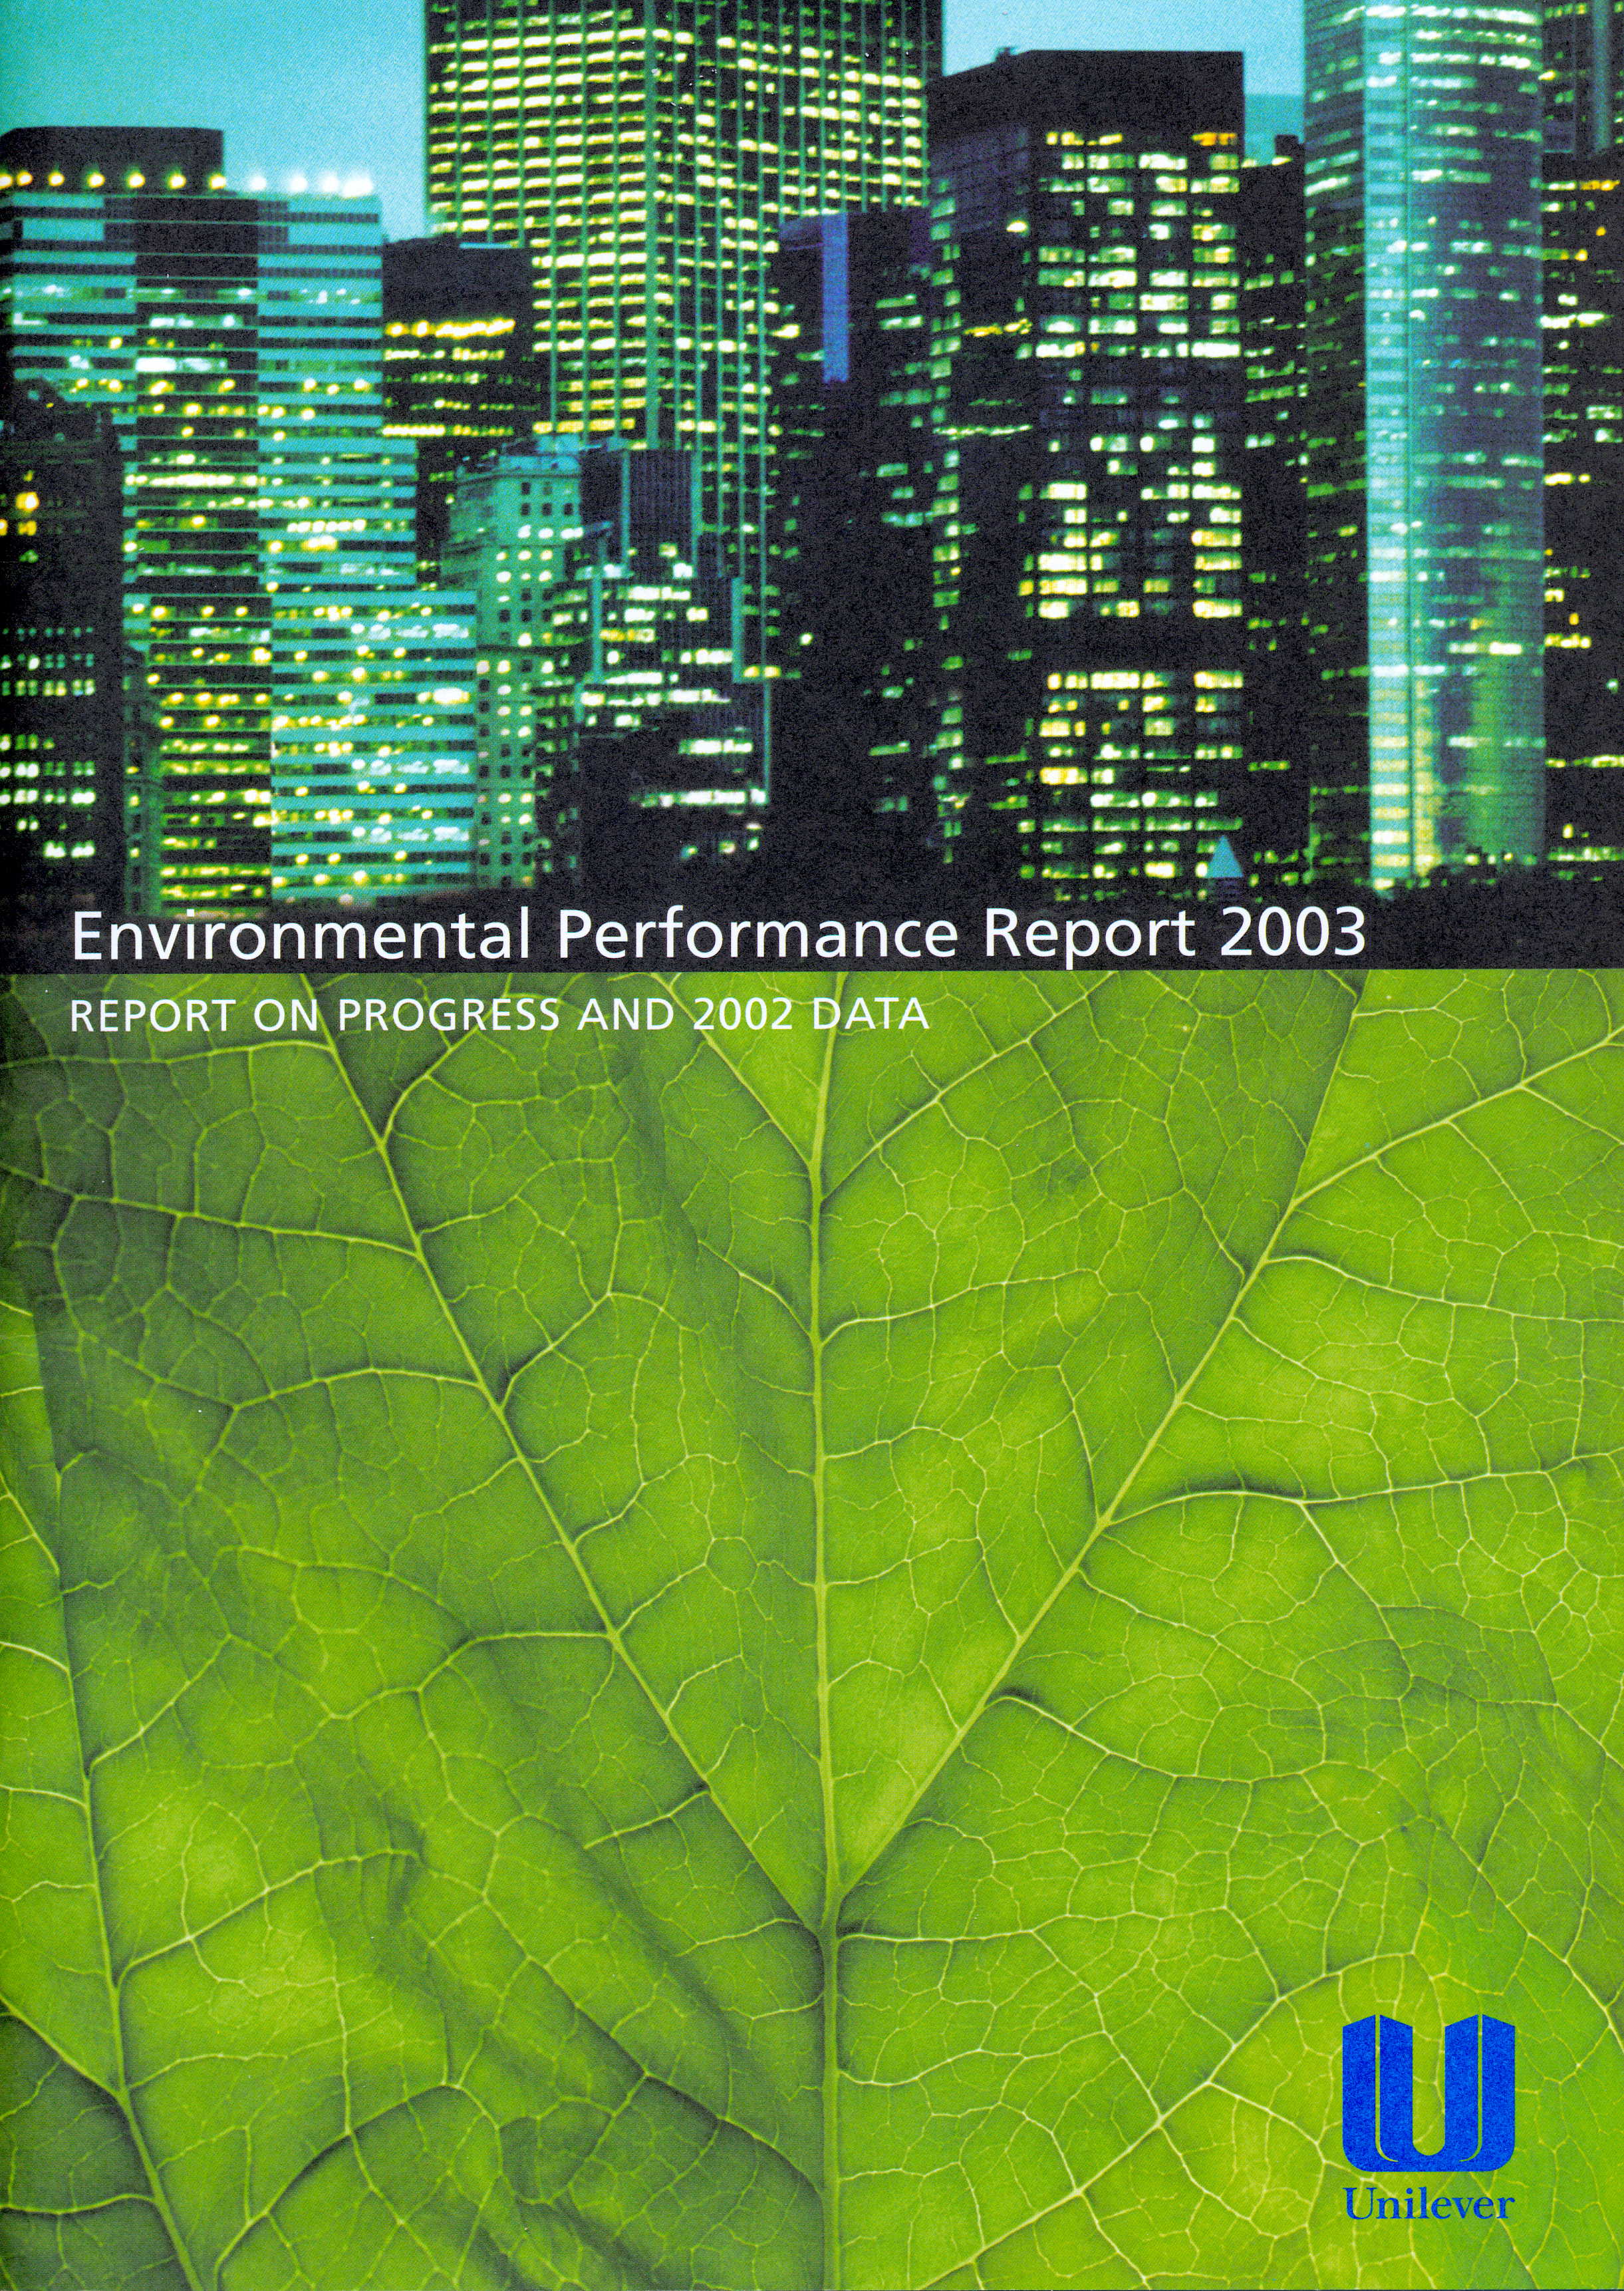 Environmental Performance Report 2003
REPORT ON PROGRESS AND 2002 DATA
Unilever